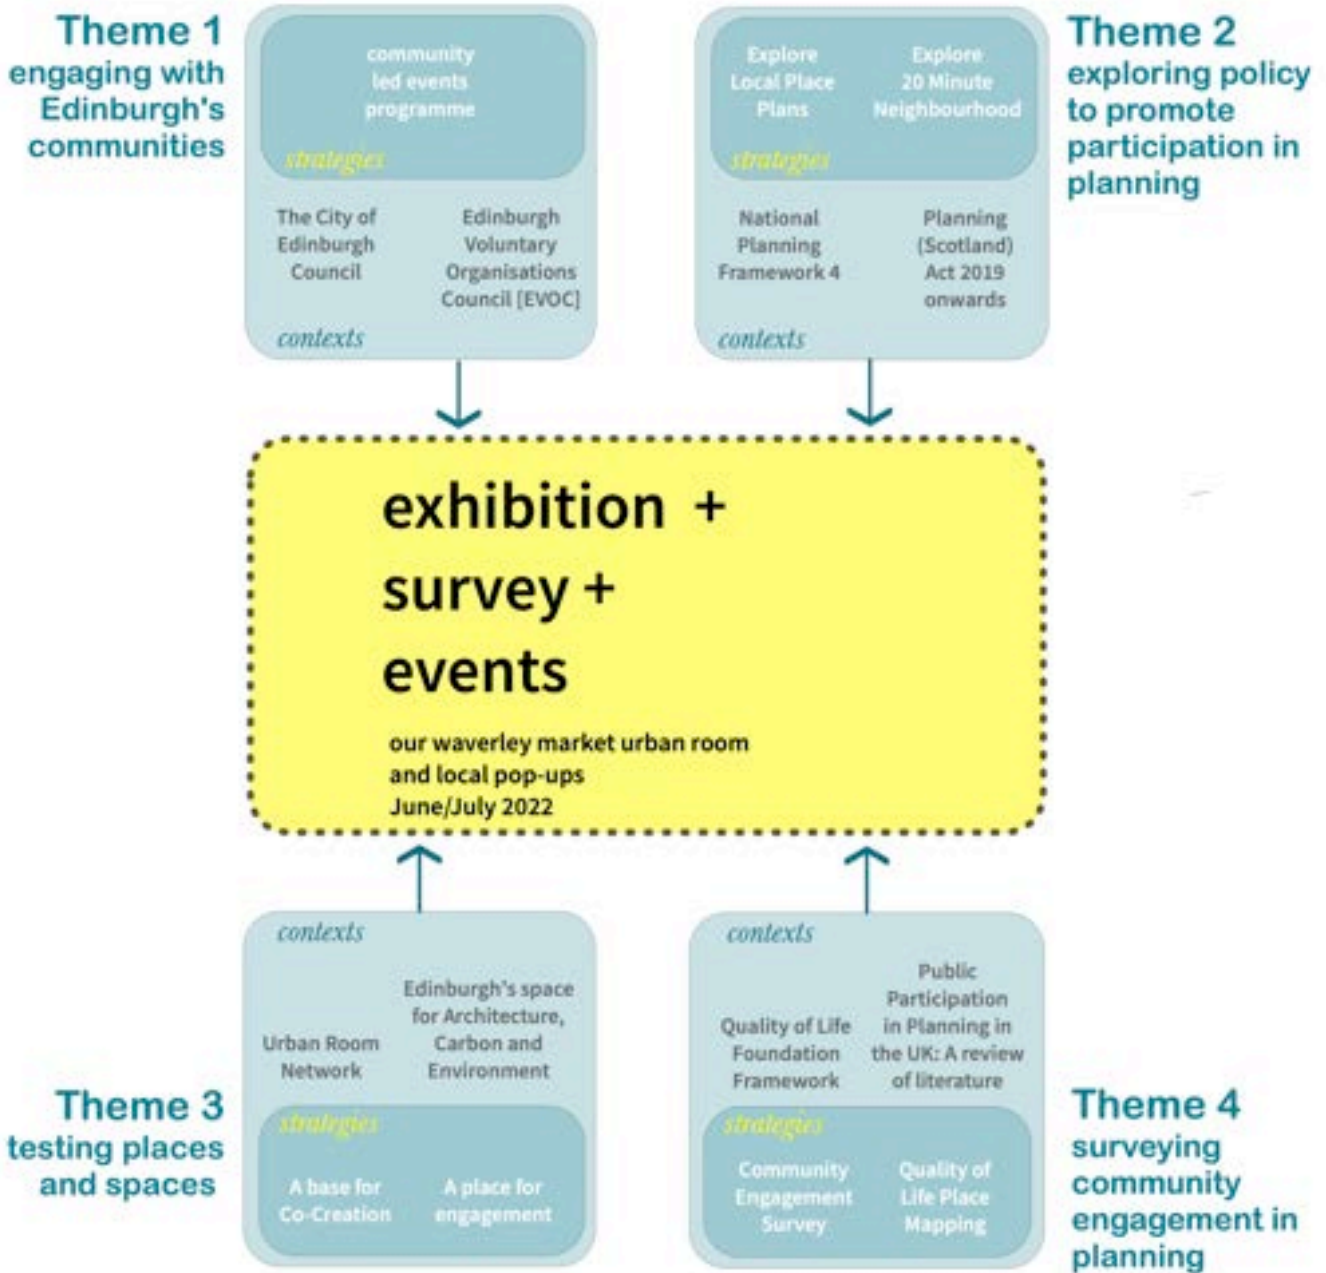 Theme 1
engaging with
Edinburgh's
communities
community
led events
programme
strategies
The City of
Edinburgh
Council
Edinburgh
Voluntary
Organisations
Council [EVOC]
contexts
Explore
Local Place
Plans
Explore
20 Minute
Neighbourhood
strategies
National
Planning
Framework 4
Planning
(Scotland)
Act 2019
onwards
contexts
Theme 2
exploring policy
to promote
participation in
planning
exhibition +
survey +
events
our waverley market urban room
and local pop-ups
June/July 2022
contexts
Urban Room
Network
Edinburgh's space
for Architecture,
Carbon and
Environment
Theme 3
testing places
and spaces
strategies
A base for
Co-Creation
A place for
engagement
contexts
Quality of Life
Foundation
Framework
Public
Participation
in Planning in
the UK: A review
of literature
strategies
Community
Engagement
Survey
Quality of
Life Place
Mapping
Theme 4
surveying
community
engagement in
planning